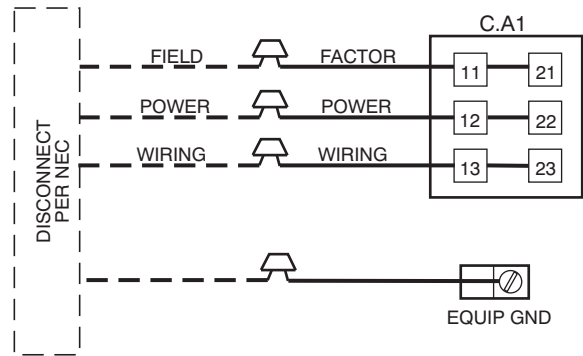 C.A1
FIELD FACTOR
11 21
POWER POWER
12 22
WIRING WIRING
13 23
DISCONNECT
PER NEC
EQUIP GND